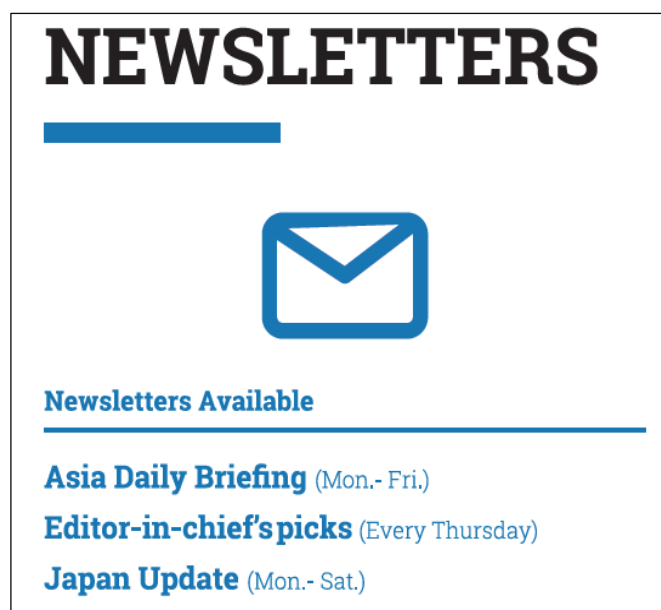 NEWSLETTERS
Newsletters Available
Asia Daily Briefing (Mon.- Fri.)
Editor-in-chief's picks (Every Thursday)
Japan Update (Mon.- Sat.)